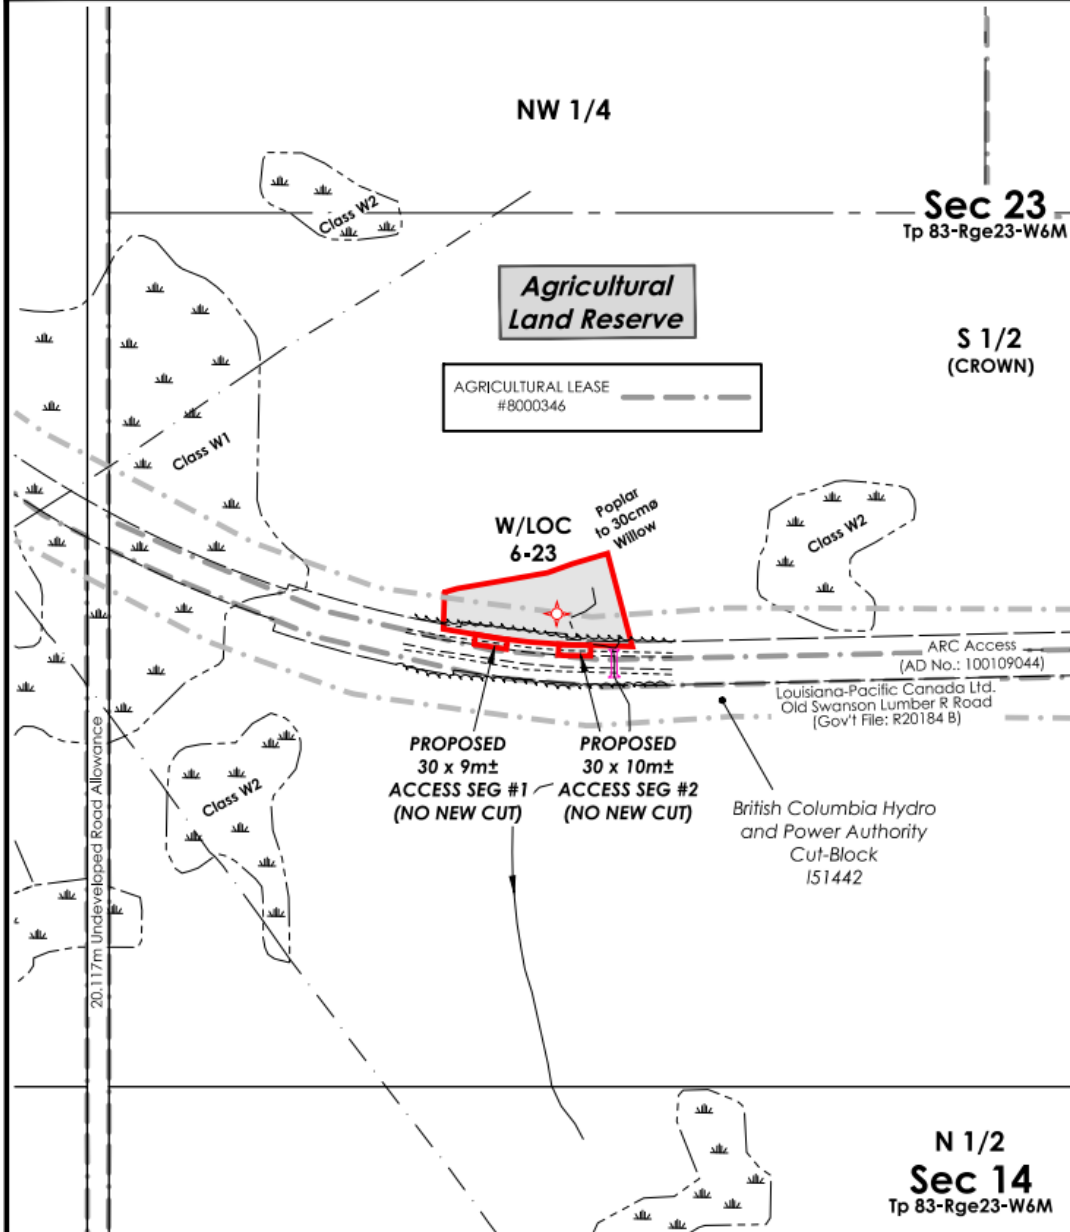 NW 1/4
Class W2
Sec 23
Tp 83-Rge23-W6M
Agricultural
Land Reserve
S 1/2
(CROWN)
AGRICULTURAL LEASE
#8000346
Class W1
Poplar
to 30cmø
Willow
W/LOC
6-23
Class W2
ARC Access
(AD No.: 100109044)
Louisiana-Pacific Canada Ltd.
Old Swanson Lumber R Road
(Gov't File: R20184 B)
PROPOSED
30 x 9m±
ACCESS SEG #1
(NO NEW CUT)
PROPOSED
30 x 10m±
ACCESS SEG #2
(NO NEW CUT)
Class W2
British Columbia Hydro
and Power Authority
Cut-Block
I51442
20.117m Undeveloped Road Allowance
N 1/2
Sec 14
Tp 83-Rge23-W6M